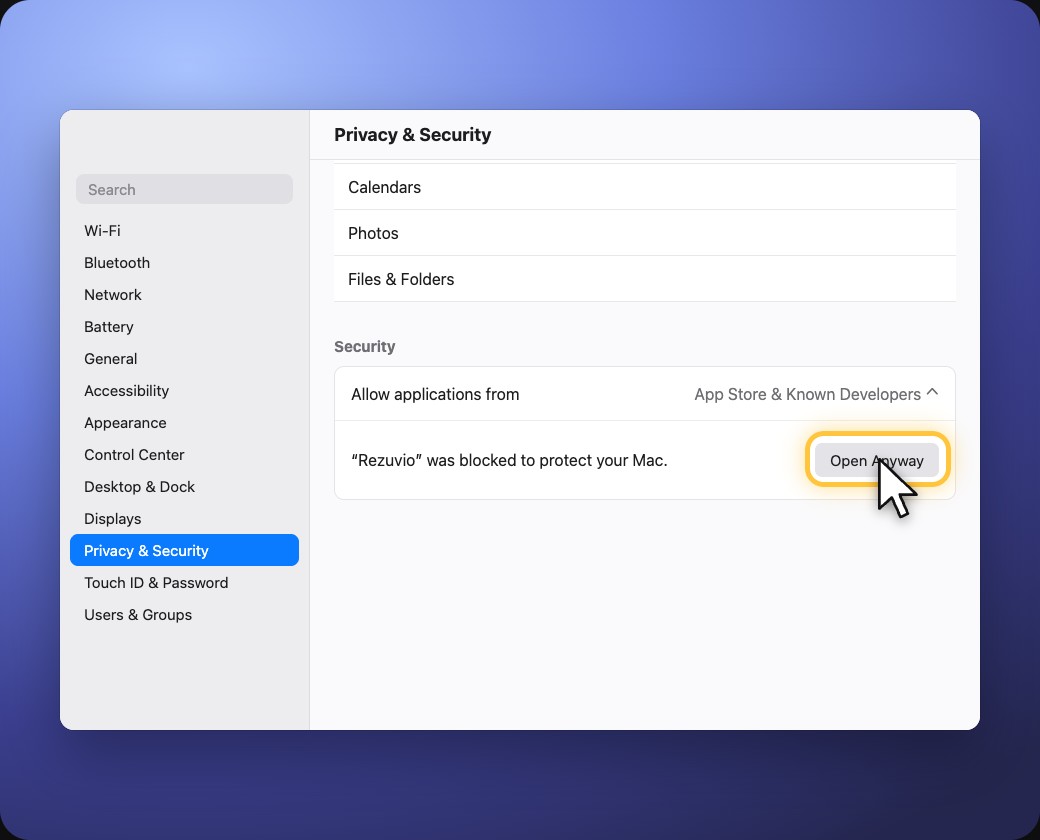 Privacy & Security
Search
Wi-Fi
Bluetooth
Network
Battery
General
Accessibility
Appearance
Control Center
Desktop & Dock
Displays
Privacy & Security
Touch ID & Password
Users & Groups
Calendars
Photos
Files & Folders
Security
Allow applications from App Store & Known Developers
“Rezuvio” was blocked to protect your Mac. Open Anyway